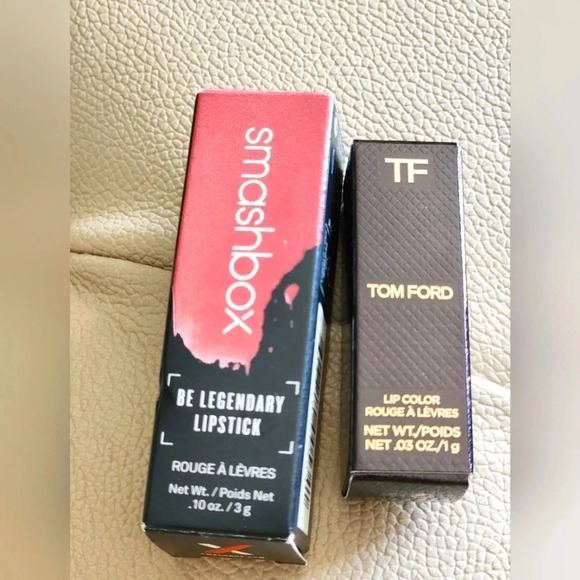 smashbox
BE LEGENDARY
LIPSTICK
ROUGE À LÈVRES
Net Wt. / Poids Net
.10 oz. / 3 g
TF
TOM FORD
LIP COLOR
ROUGE À LÈVRES
NET WT./POIDS
NET .03 OZ./1 g